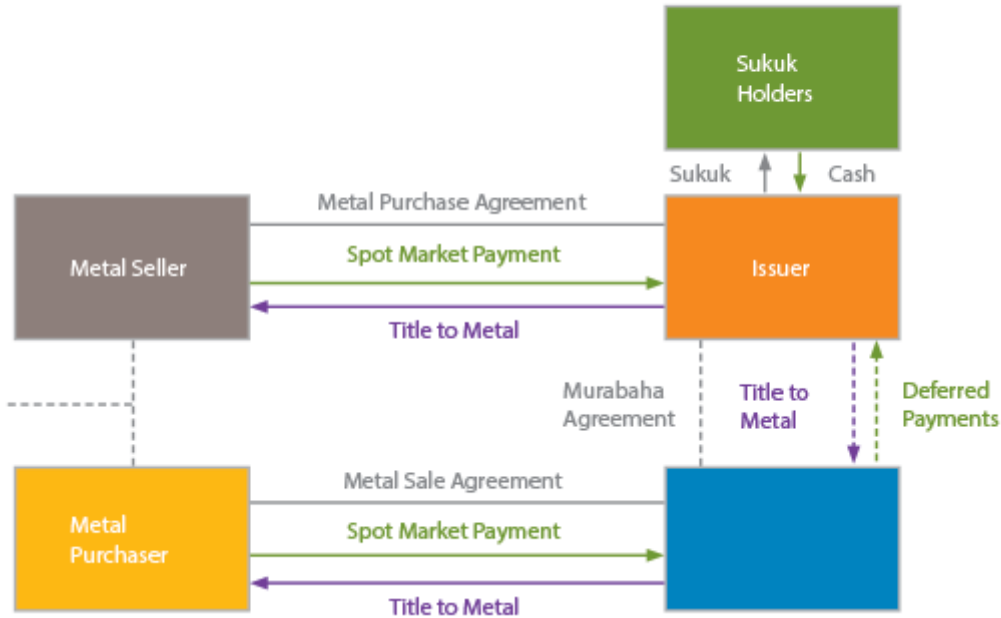 Sukuk
Holders
Sukuk
Cash
Metal Purchase Agreement
Metal Seller
Spot Market Payment
Issuer
Title to Metal
Murabaha
Agreement
Title to
Metal
Deferred
Payments
Metal Sale Agreement
Metal
Purchaser
Spot Market Payment
Title to Metal